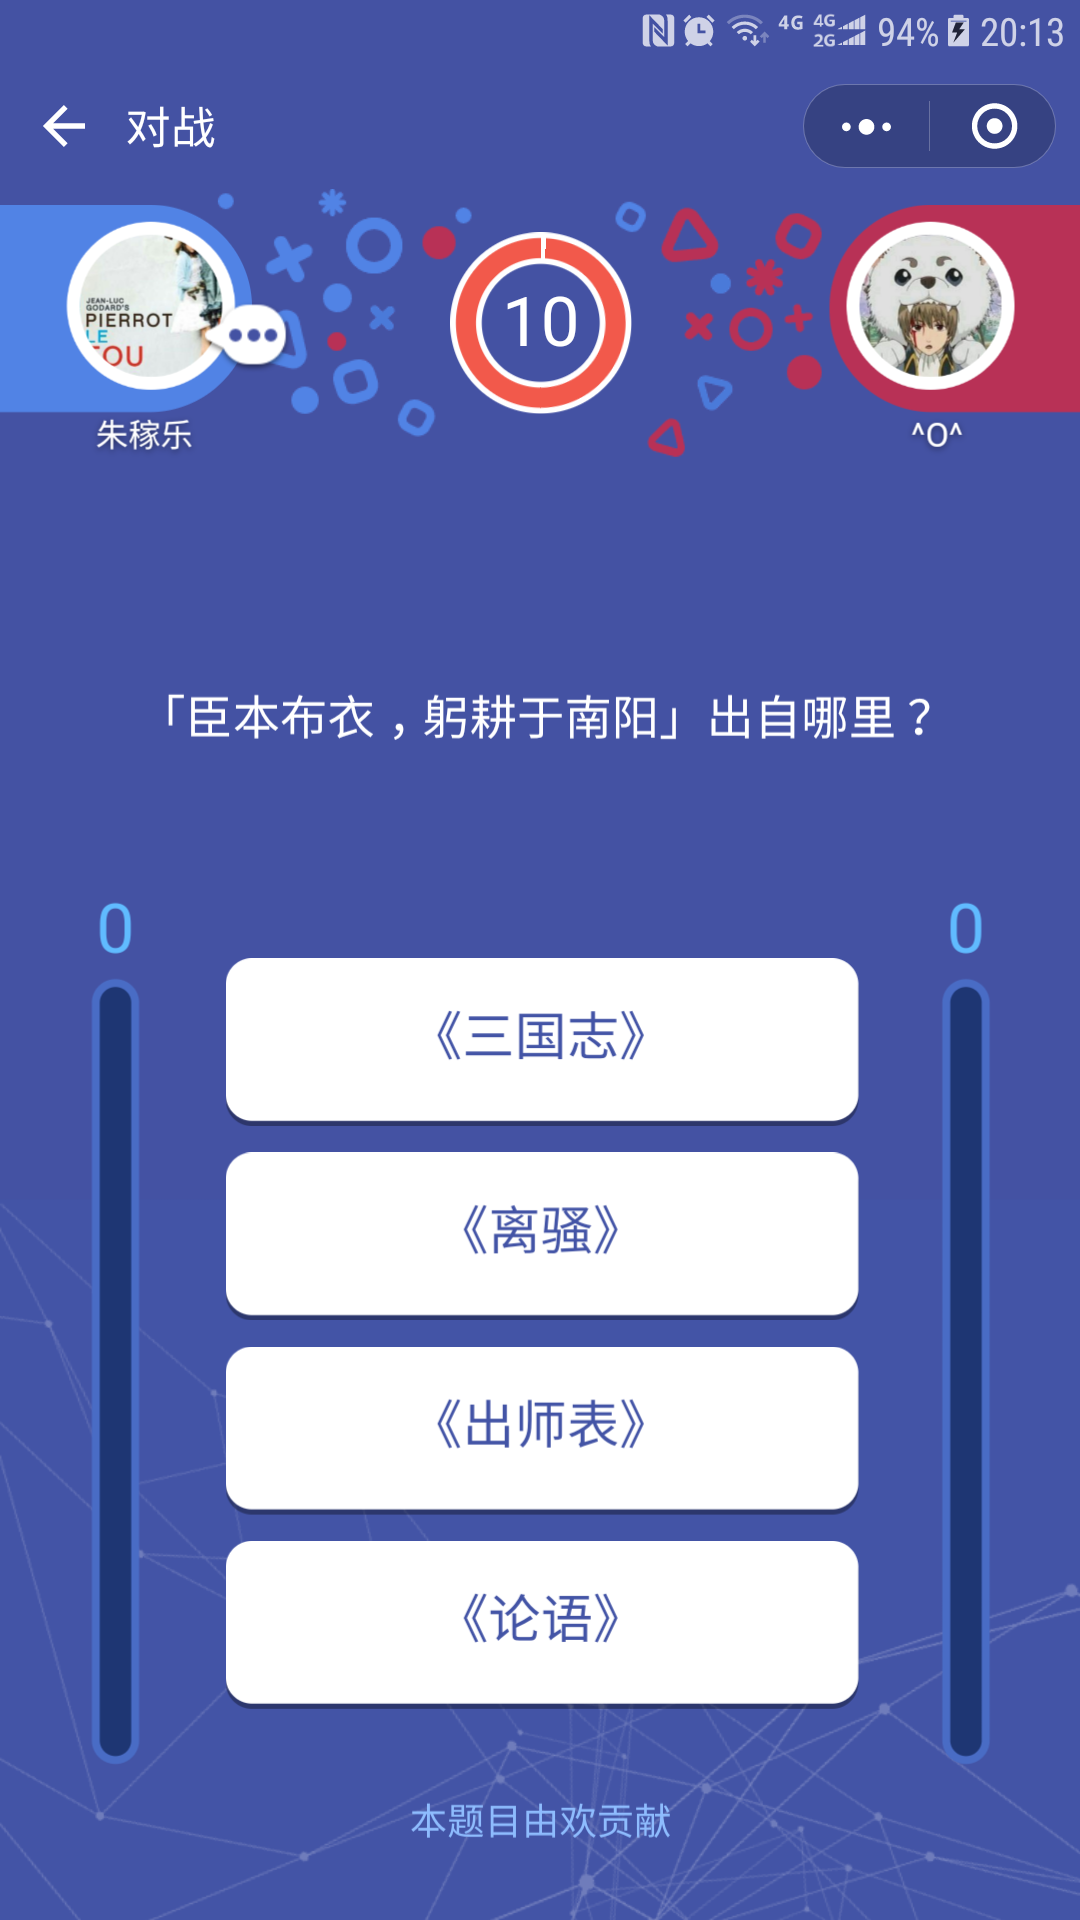 4G 4G 2G 94% 20:13
对战
JEAN-LUC
GODARD'S
PIERROT
LE
FOU
10
朱稼乐
^O^
「臣本布衣，躬耕于南阳」出自哪里？
0
0
《三国志》
《离骚》
《出师表》
《论语》
本题目由欢贡献